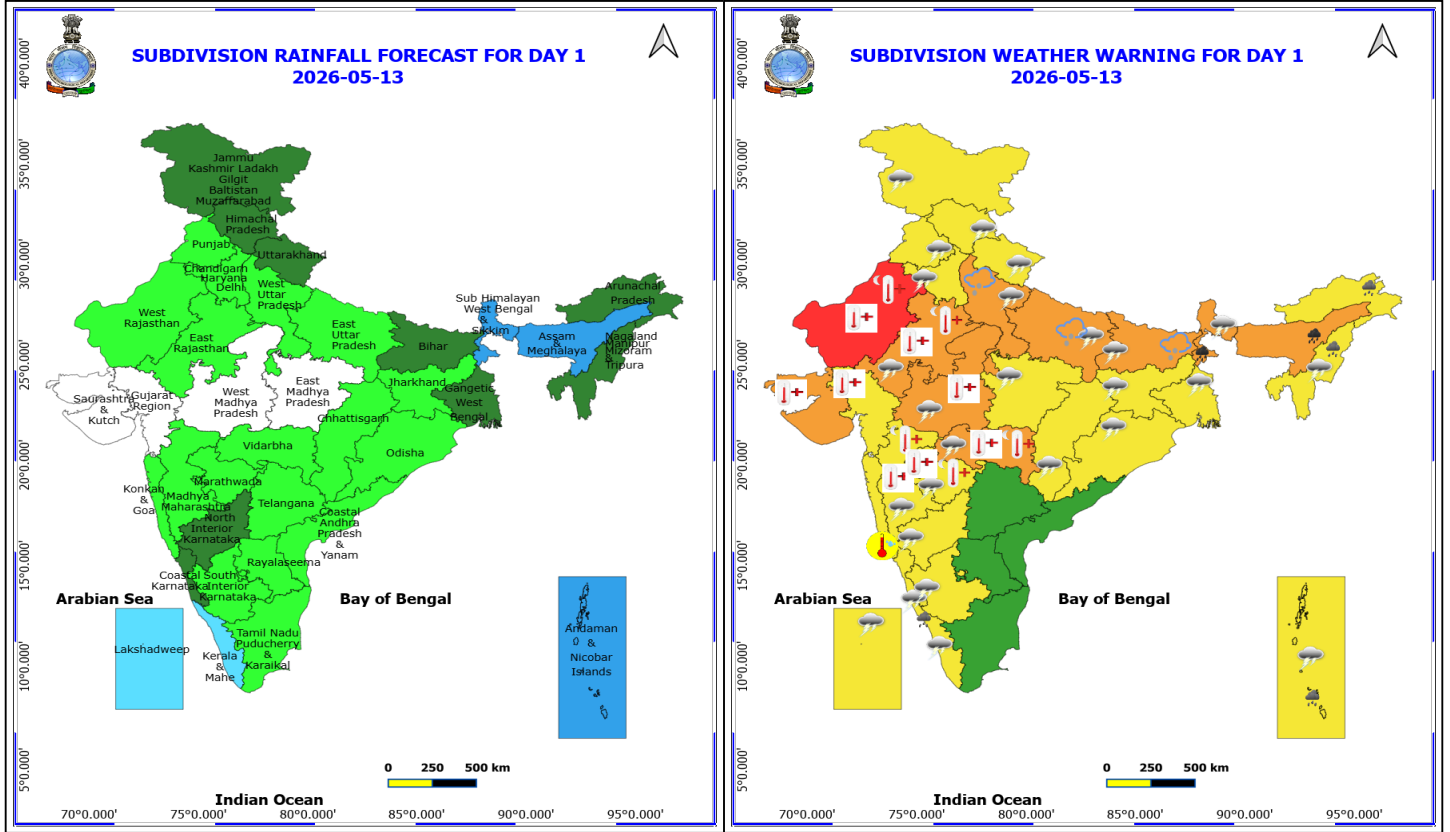 SUBDIVISION RAINFALL FORECAST FOR DAY 1
2026-05-13
40°0.000'
35°0.000'
30°0.000'
25°0.000'
20°0.000'
15°0.000'
10°0.000'
5°0.000'
Jammu
Kashmir Ladakh
Gilgit
Baltistan
Muzaffarabad
Himachal
Pradesh
Punjab
Uttarakhand
Chandigarh
Haryana
Delhi
West
Uttar
Pradesh
West
Rajasthan
East
Rajasthan
East
Uttar
Pradesh
Bihar
Sub Himalayan
West Bengal
&
Sikkim
Assam
&
Meghalaya
Arunachal
Pradesh
Nagaland
Manipur
Mizoram
&
Tripura
Saurashtra
&
Kutch
Gujarat
Region
West
Madhya
Pradesh
East
Madhya
Pradesh
Jharkhand
Gangetic
West
Bengal
Chhattisgarh
Vidarbha
Odisha
Konkan
&
Goa
Madhya
Maharashtra
Marathwada
Telangana
North
Interior
Karnataka
Coastal
Andhra
Pradesh
&
Yanam
Rayalaseema
Coastal
Karnataka
South
Interior
Karnataka
Tamil Nadu
Puducherry
&
Karaikal
Kerala
&
Mahe
Lakshadweep
Andaman
&
Nicobar
Islands
Arabian Sea
Bay of Bengal
Indian Ocean
0 250 500 km
70°0.000' 75°0.000' 80°0.000' 85°0.000' 90°0.000' 95°0.000'
SUBDIVISION WEATHER WARNING FOR DAY 1
2026-05-13
40°0.000'
35°0.000'
30°0.000'
25°0.000'
20°0.000'
15°0.000'
10°0.000'
5°0.000'
Arabian Sea
Bay of Bengal
Indian Ocean
0 250 500 km
70°0.000' 75°0.000' 80°0.000' 85°0.000' 90°0.000' 95°0.000'